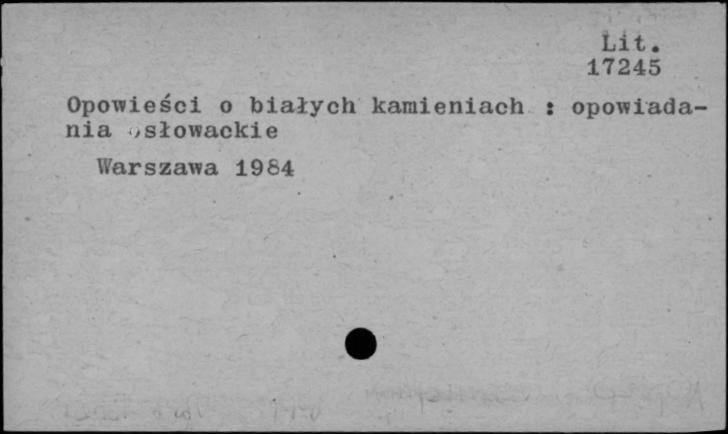 Lit.
17245
Opowieści o białych kamieniach : opowiada-
nia słowackie
Warszawa 1984